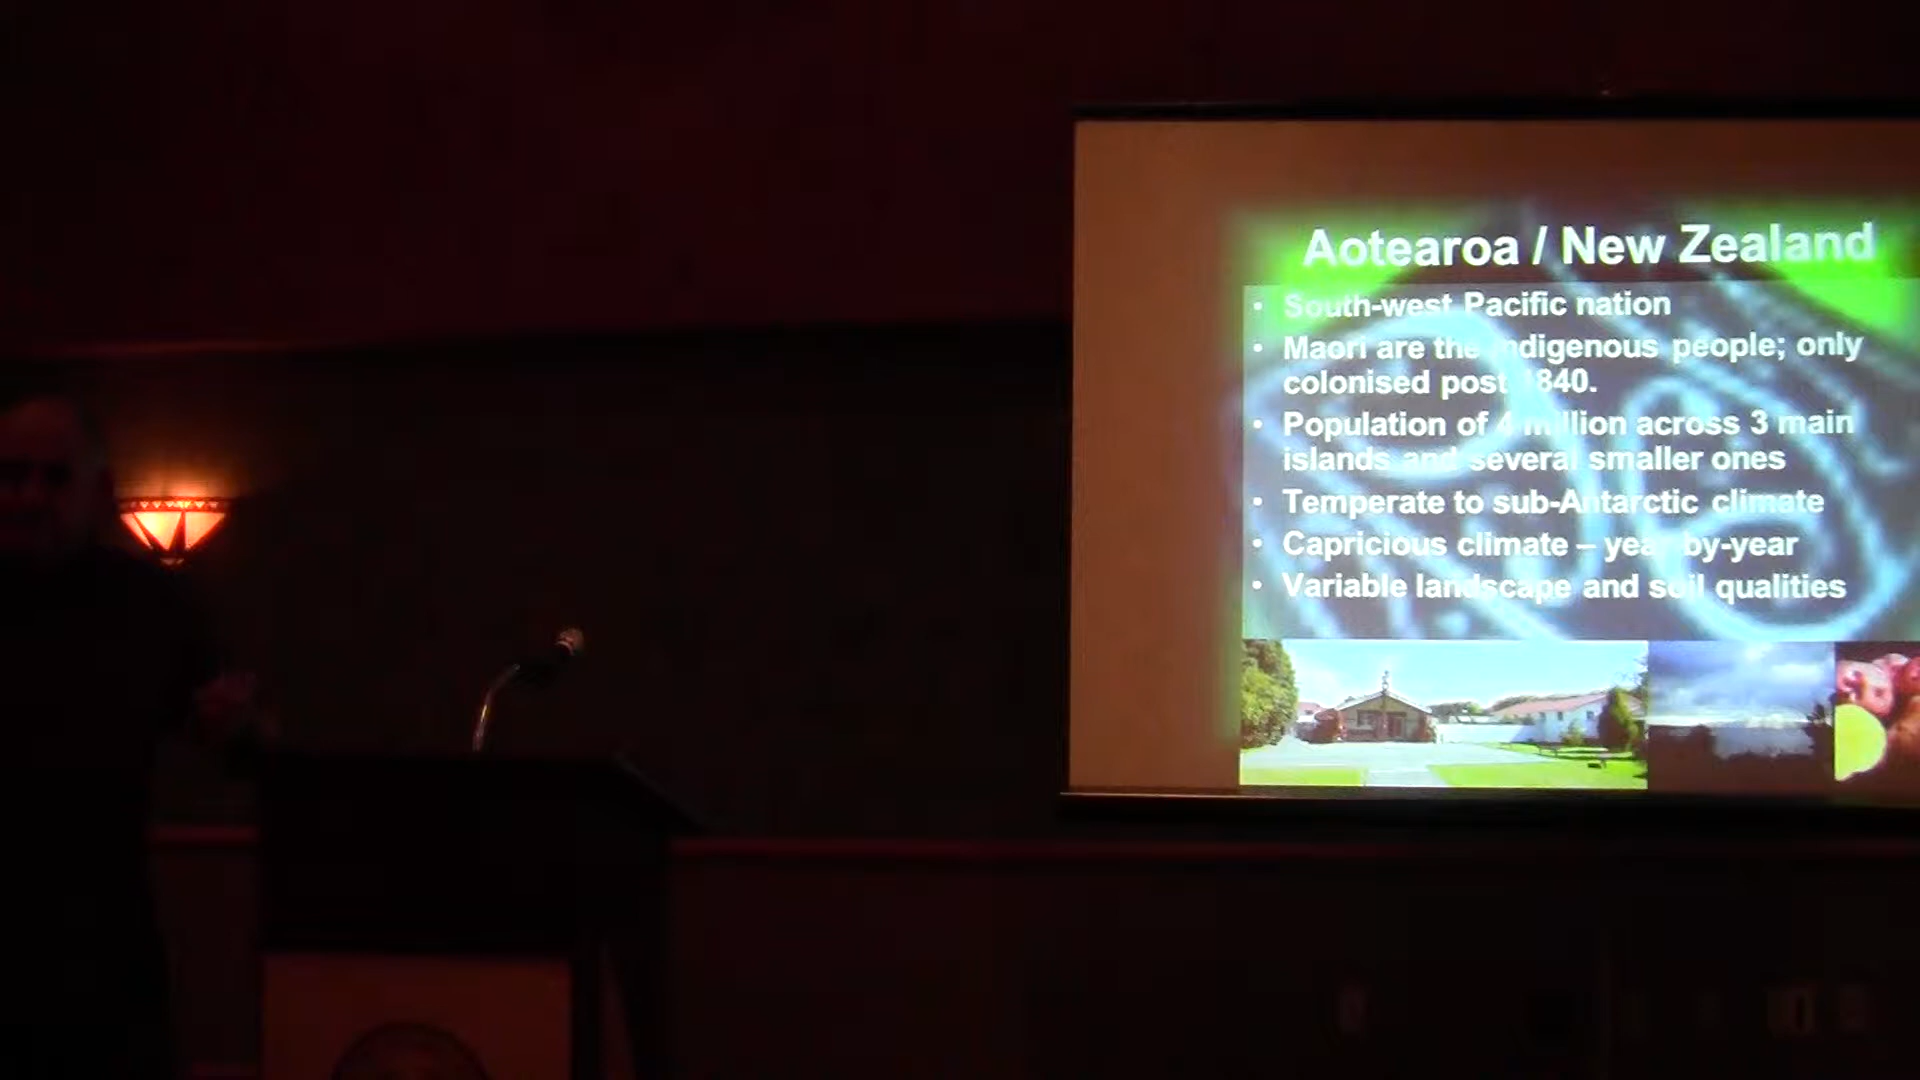 Aotearoa / New Zealand
• South-west Pacific nation
• Maori are the indigenous people; only
colonised post 1840.
• Population of 4 million across 3 main
islands and several smaller ones
• Temperate to sub-Antarctic climate
• Capricious climate – year-by-year
• Variable landscape and soil qualities